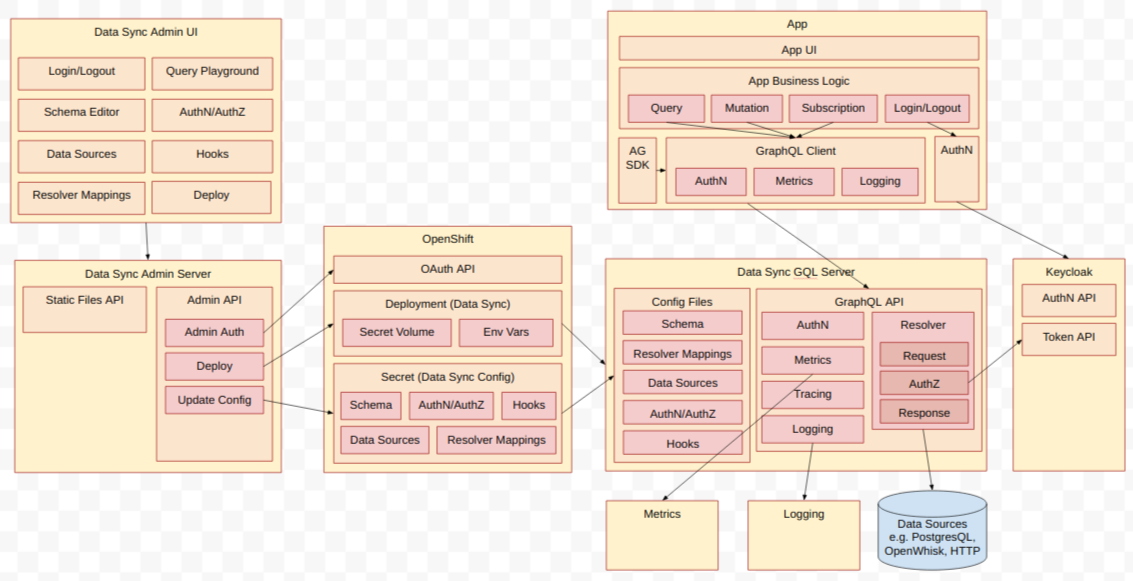 Data Sync Admin UI
Login/Logout
Query Playground
Schema Editor
AuthN/AuthZ
Data Sources
Hooks
Resolver Mappings
Deploy
Data Sync Admin Server
Static Files API
Admin API
Admin Auth
Deploy
Update Config
OpenShift
OAuth API
Deployment (Data Sync)
Secret Volume
Env Vars
Secret (Data Sync Config)
Schema
AuthN/AuthZ
Hooks
Data Sources
Resolver Mappings
App
App UI
App Business Logic
Query
Mutation
Subscription
Login/Logout
AG
SDK
GraphQL Client
AuthN
Metrics
Logging
AuthN
Data Sync GQL Server
Config Files
Schema
Resolver Mappings
Data Sources
AuthN/AuthZ
Hooks
GraphQL API
AuthN
Metrics
Tracing
Logging
Resolver
Request
AuthZ
Response
Keycloak
AuthN API
Token API
Metrics
Logging
Data Sources
e.g. PostgresQL,
OpenWhisk, HTTP